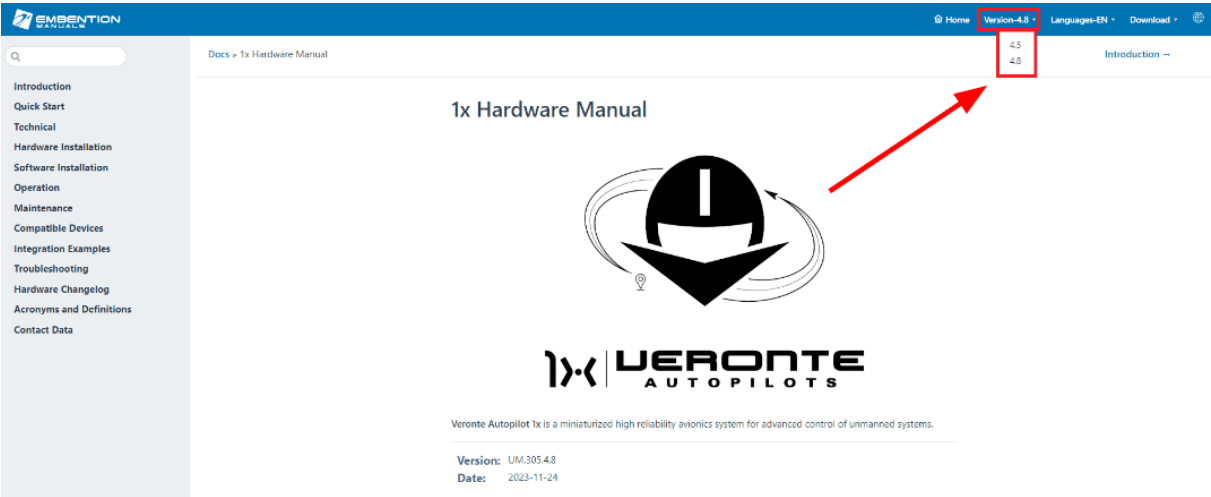 EMBENTION
MANUALS
Home Version-4.8 Languages-EN Download
4.5
4.8
Docs » 1x Hardware Manual
Introduction →
Introduction
Quick Start
Technical
Hardware Installation
Software Installation
Operation
Maintenance
Compatible Devices
Integration Examples
Troubleshooting
Hardware Changelog
Acronyms and Definitions
Contact Data
1x Hardware Manual
1x VERONTE
AUTOPILOTS
Veronte Autopilot 1x is a miniaturized high reliability avionics system for advanced control of unmanned systems.
Version: UM.305.4.8
Date: 2023-11-24